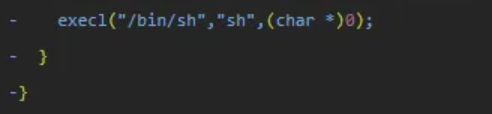 -    execl("/bin/sh","sh",(char *)0);
-  }
-}